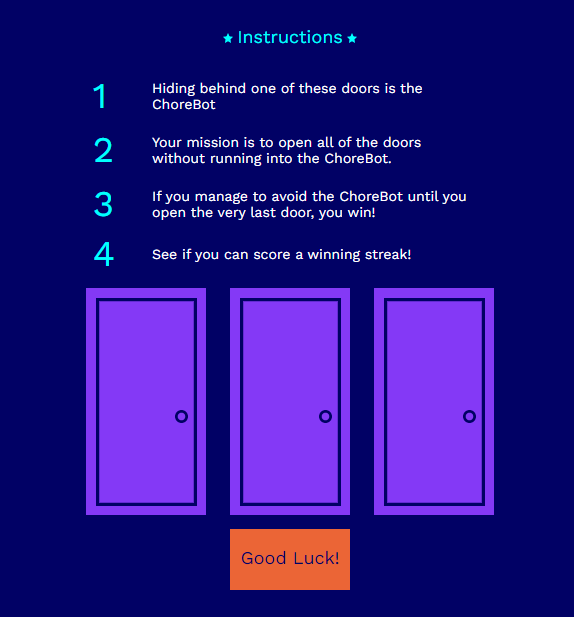 Instructions
1 Hiding behind one of these doors is the
ChoreBot
2 Your mission is to open all of the doors
without running into the ChoreBot.
3 If you manage to avoid the ChoreBot until you
open the very last door, you win!
4 See if you can score a winning streak!
Good Luck!